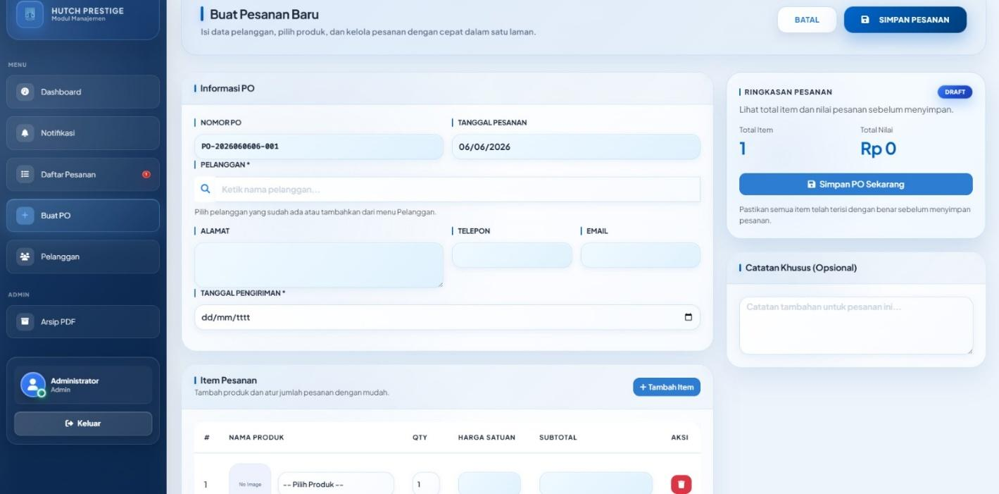 HUTCH PRESTIGE
Modul Manajemen
MENU
Dashboard
Notifikasi
Daftar Pesanan
Buat PO
Pelanggan
ADMIN
Arsip PDF
Administrator
Admin
Keluar
Buat Pesanan Baru
Isi data pelanggan, pilih produk, dan kelola pesanan dengan cepat dalam satu laman.
BATAL
SIMPAN PESANAN
Informasi PO
NOMOR PO
TANGGAL PESANAN
PO-2026060606-001
06/06/2026
PELANGGAN *
Ketik nama pelanggan...
Pilih pelanggan yang sudah ada atau tambahkan dari menu Pelanggan.
ALAMAT
TELEPON
EMAIL
TANGGAL PENGIRIMAN *
dd/mm/tttt
Item Pesanan
Tambah produk dan atur jumlah pesanan dengan mudah.
+ Tambah Item
# NAMA PRODUK QTY HARGA SATUAN SUBTOTAL AKSI
1 No Image -- Pilih Produk -- 1
RINGKASAN PESANAN
DRAFT
Lihat total item dan nilai pesanan sebelum menyimpan.
Total Item
Total Nilai
1
Rp 0
Simpan PO Sekarang
Pastikan semua item telah terisi dengan benar sebelum menyimpan
pesanan.
Catatan Khusus (Opsional)
Catatan tambahan untuk pesanan ini...